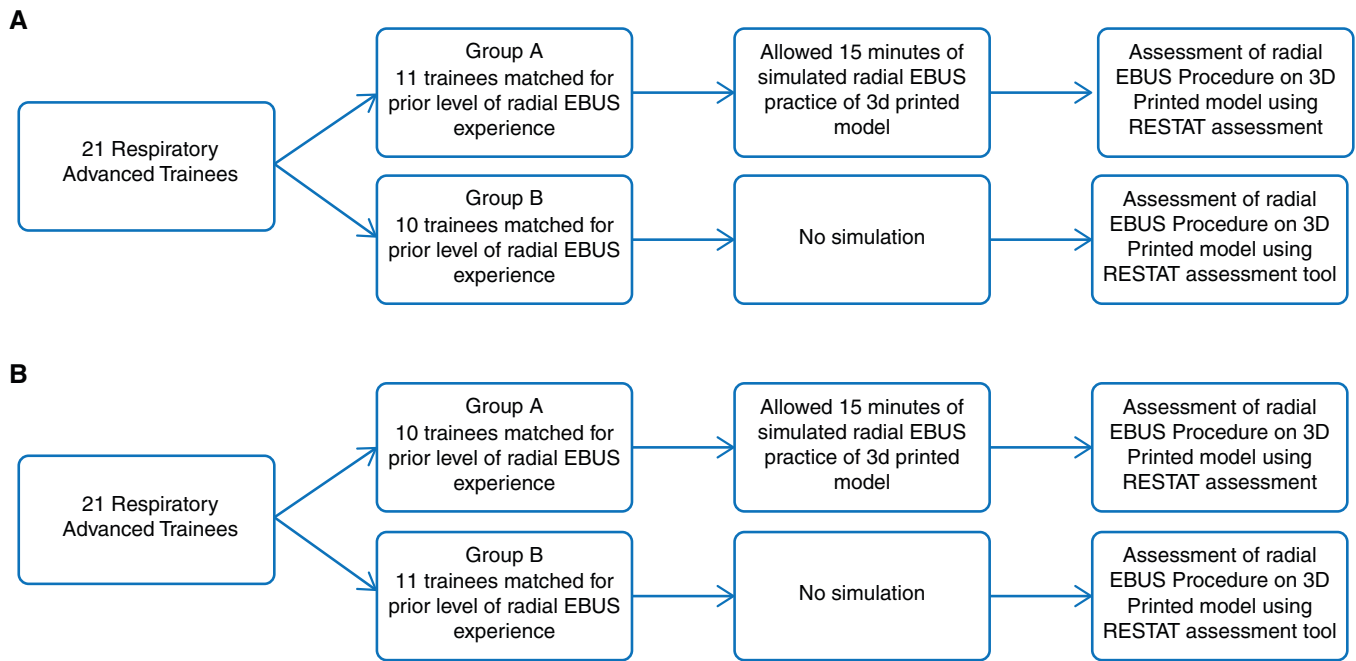 A
21 Respiratory
Advanced Trainees
Group A
11 trainees matched for
prior level of radial EBUS
experience
Allowed 15 minutes of
simulated radial EBUS
practice of 3d printed
model
Assessment of radial
EBUS Procedure on 3D
Printed model using
RESTAT assessment
Group B
10 trainees matched for
prior level of radial EBUS
experience
No simulation
Assessment of radial
EBUS Procedure on 3D
Printed model using
RESTAT assessment tool
B
21 Respiratory
Advanced Trainees
Group A
10 trainees matched for
prior level of radial EBUS
experience
Allowed 15 minutes of
simulated radial EBUS
practice of 3d printed
model
Assessment of radial
EBUS Procedure on 3D
Printed model using
RESTAT assessment
Group B
11 trainees matched for
prior level of radial EBUS
experience
No simulation
Assessment of radial
EBUS Procedure on 3D
Printed model using
RESTAT assessment tool